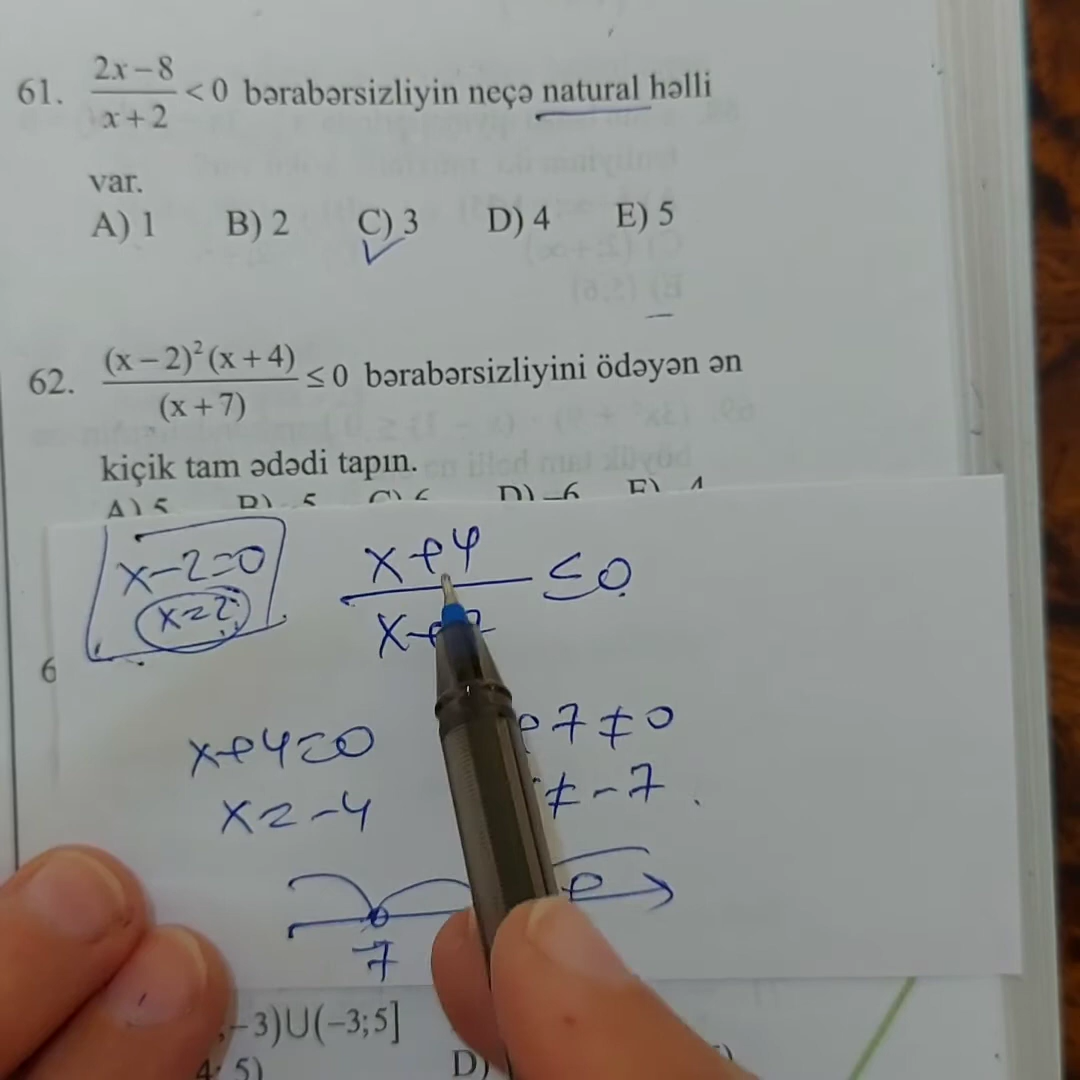 61. (2x-8)/(x+2) < 0 bərabərsizliyin neçə natural həlli
var.
A) 1 B) 2 C) 3 D) 4 E) 5
62. (x-2)²(x+4)/(x+7) ≤ 0 bərabərsizliyini ödəyən ən
kiçik tam ədədi tapın.
x-2=0
x=2
x+4
≤0
x+4=0
7≠0
x=-4
≠-7
7
-3)U(-3;5]
5)
D)